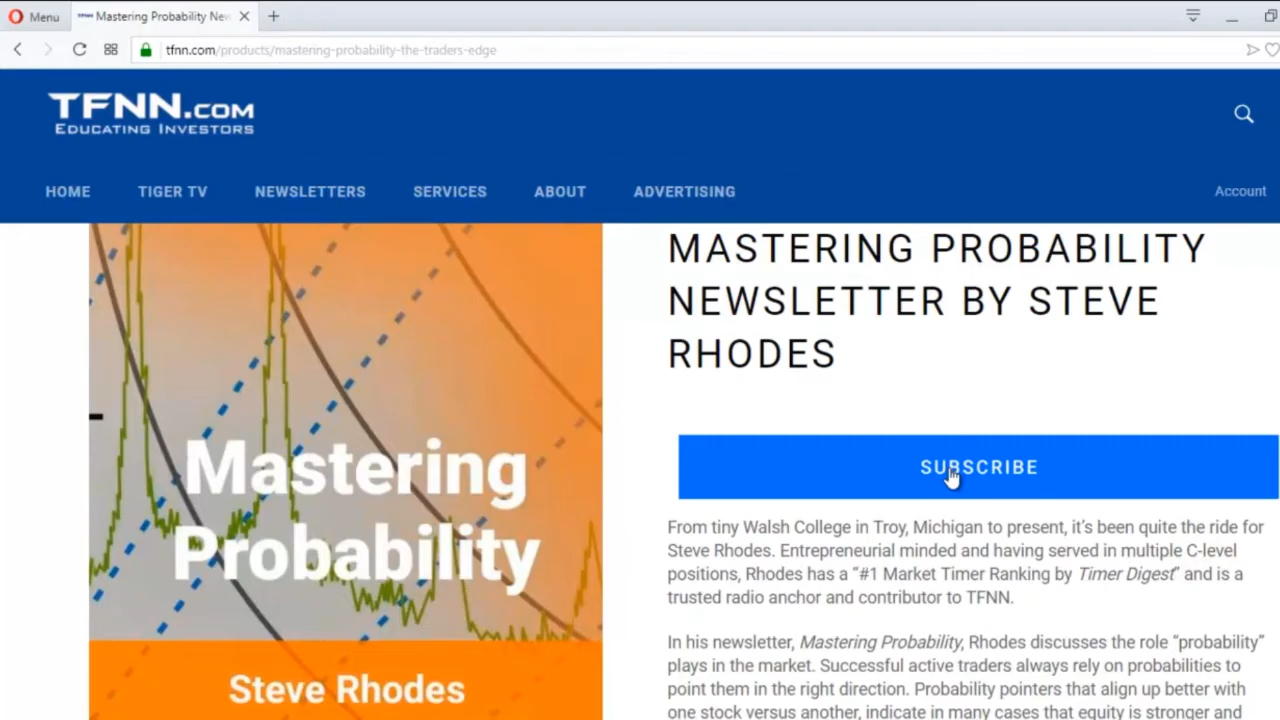 Menu
Mastering Probability New
tfnn.com/products/mastering-probability-the-traders-edge
TFNN.COM
EDUCATING INVESTORS
HOME TIGER TV NEWSLETTERS SERVICES ABOUT ADVERTISING Account
MASTERING PROBABILITY
NEWSLETTER BY STEVE
RHODES
Mastering
Probability
Steve Rhodes
SUBSCRIBE
From tiny Walsh College in Troy, Michigan to present, it's been quite the ride for
Steve Rhodes. Entrepreneurial minded and having served in multiple C-level
positions, Rhodes has a “#1 Market Timer Ranking by Timer Digest” and is a
trusted radio anchor and contributor to TFNN.
In his newsletter, Mastering Probability, Rhodes discusses the role “probability”
plays in the market. Successful active traders always rely on probabilities to
point them in the right direction. Probability pointers that align up better with
one stock versus another, indicate in many cases that equity is stronger and